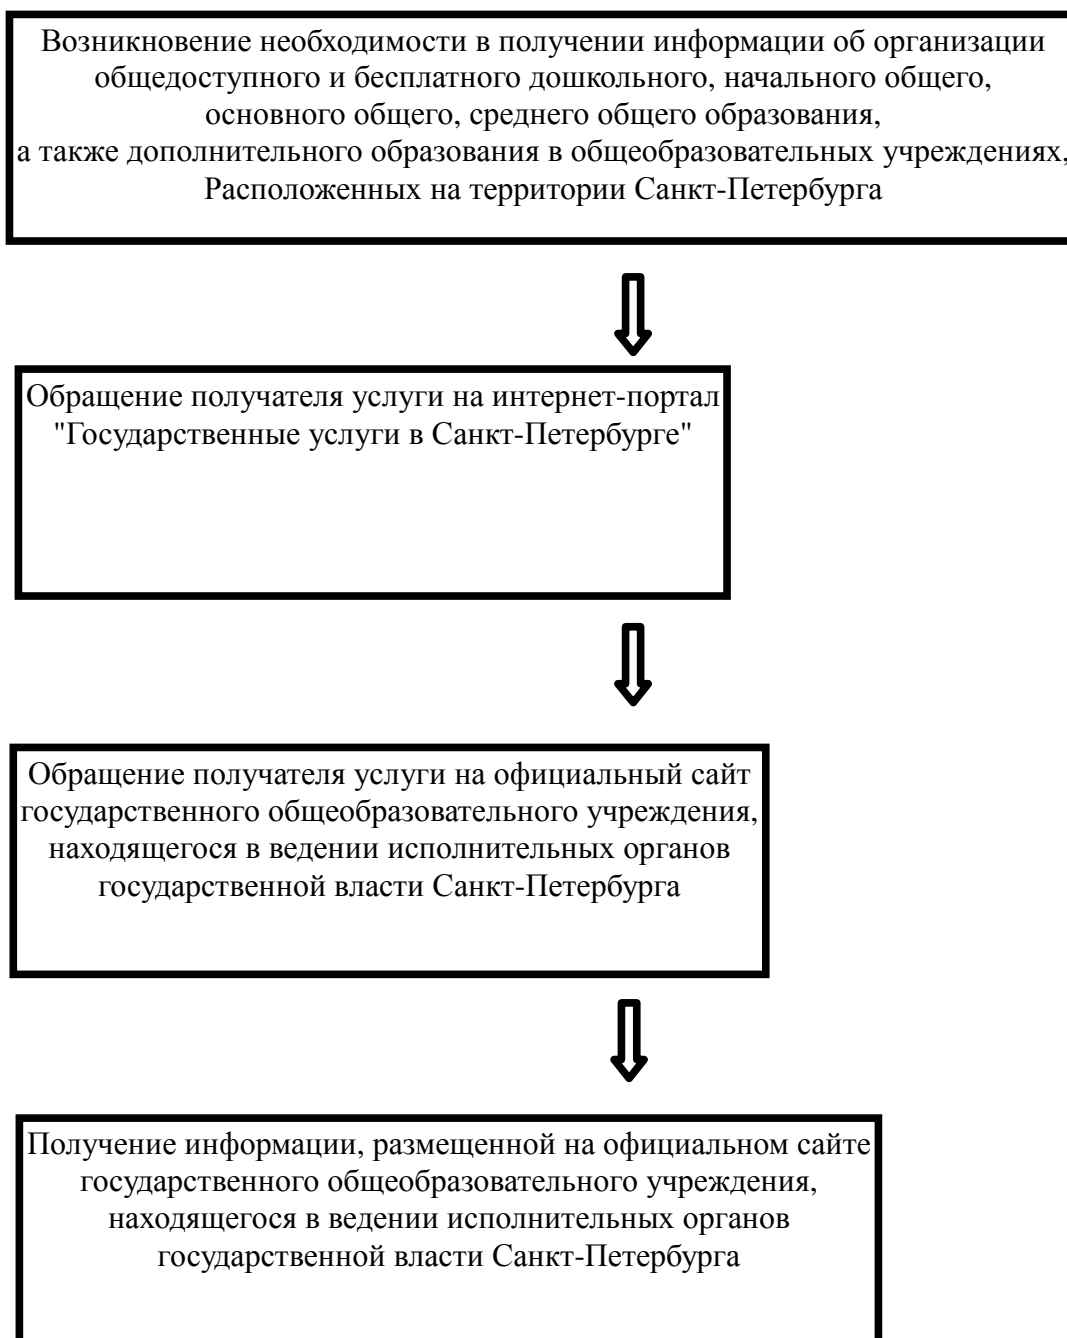 Возникновение необходимости в получении информации об организации
общедоступного и бесплатного дошкольного, начального общего,
основного общего, среднего общего образования,
а также дополнительного образования в общеобразовательных учреждениях,
Расположенных на территории Санкт-Петербурга
Обращение получателя услуги на интернет-портал
"Государственные услуги в Санкт-Петербурге"
Обращение получателя услуги на официальный сайт
государственного общеобразовательного учреждения,
находящегося в ведении исполнительных органов
государственной власти Санкт-Петербурга
Получение информации, размещенной на официальном сайте
государственного общеобразовательного учреждения,
находящегося в ведении исполнительных органов
государственной власти Санкт-Петербурга